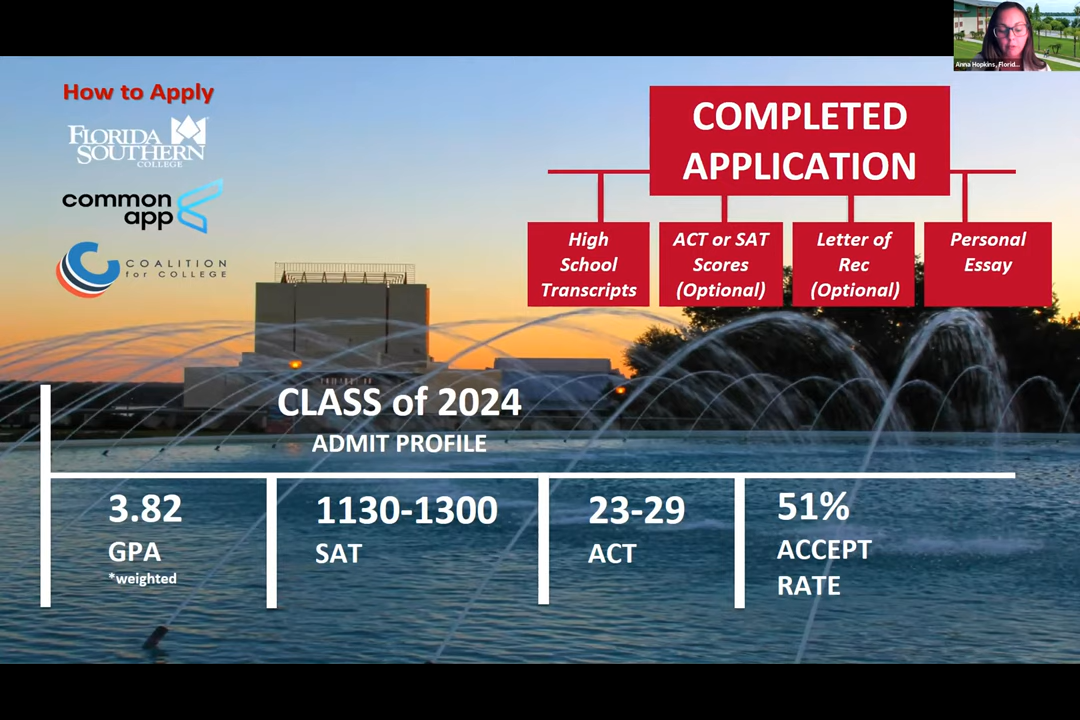 Anna Hopkins, Florid...
How to Apply
FLORIDA
SOUTHERN
COLLEGE
common
app
COALITION
for COLLEGE
COMPLETED
APPLICATION
High
School
Transcripts
ACT or SAT
Scores
(Optional)
Letter of
Rec
(Optional)
Personal
Essay
CLASS of 2024
ADMIT PROFILE
3.82
GPA
*weighted
1130-1300
SAT
23-29
ACT
51%
ACCEPT
RATE